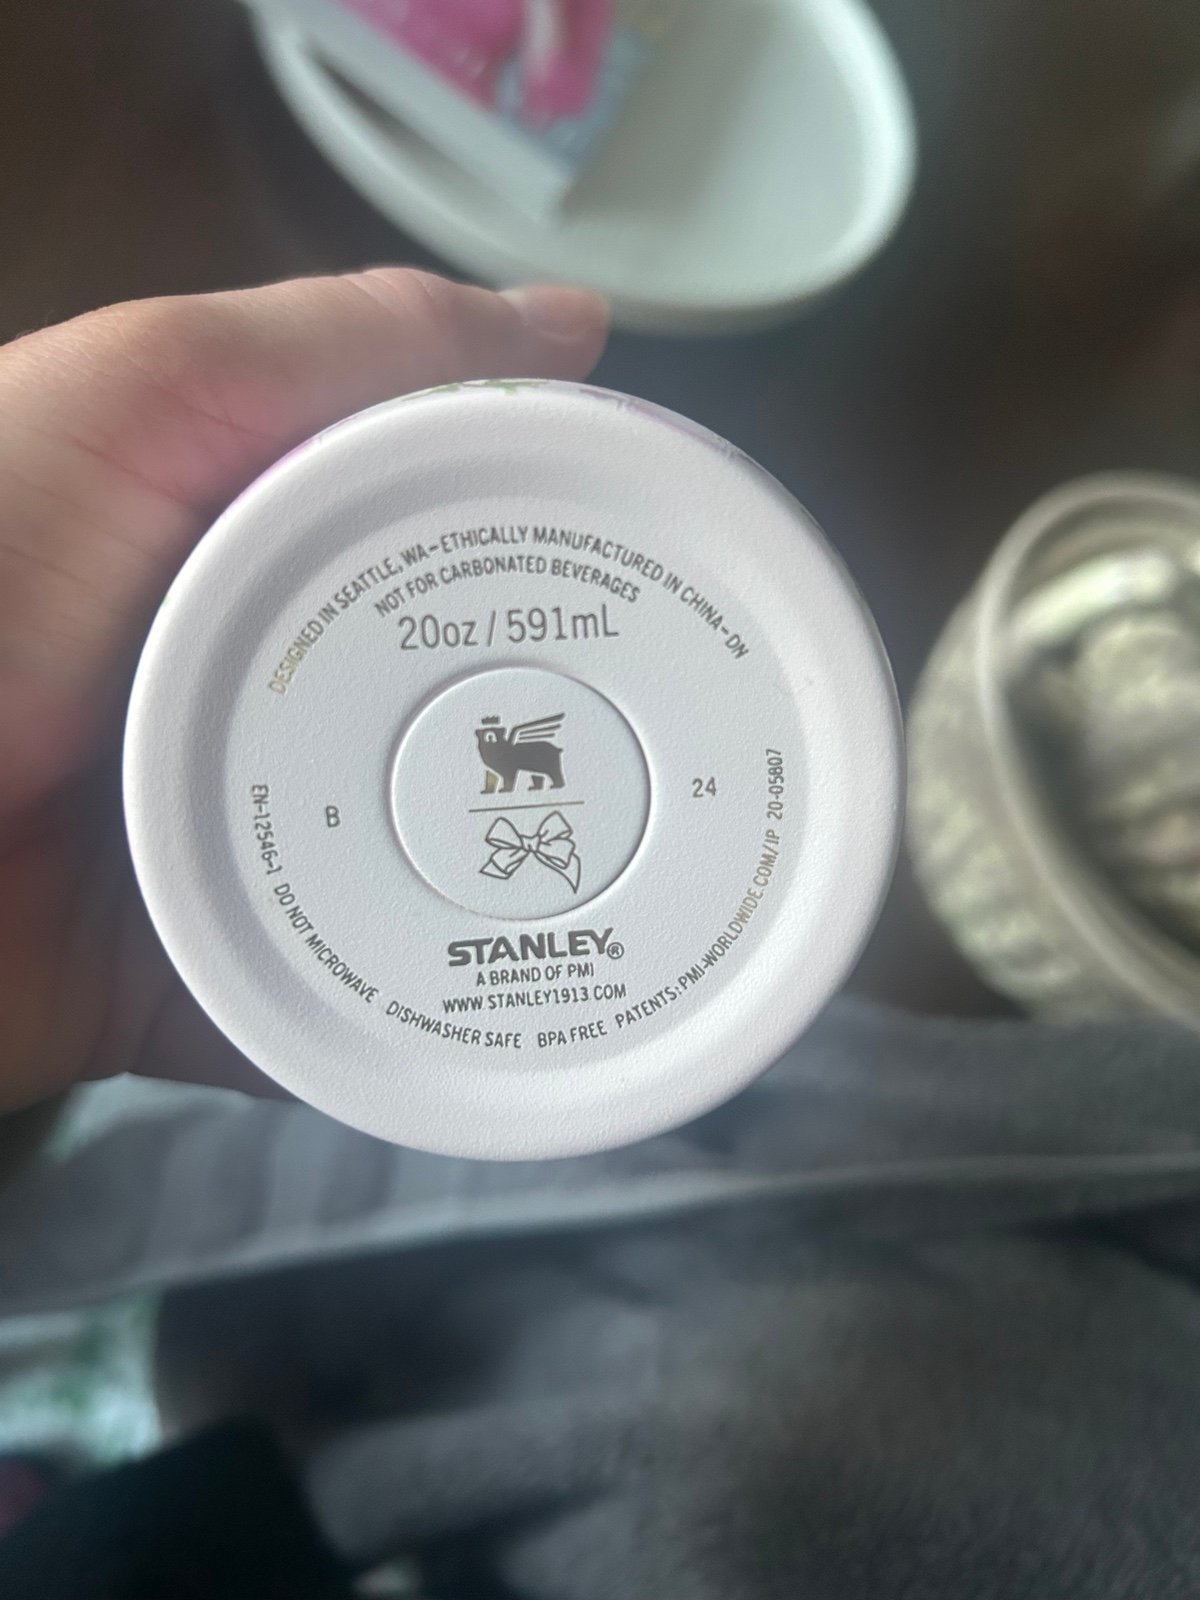 DESIGNED IN SEATTLE, WA-ETHICALLY MANUFACTURED IN CHINA-DN
NOT FOR CARBONATED BEVERAGES
20oz / 591mL
B
24
STANLEY®
A BRAND OF PMI
WWW.STANLEY1913.COM
EN-12546-1 DO NOT MICROWAVE DISHWASHER SAFE BPA FREE PATENTS: PMI-WORLDWIDE.COM/IP 20-05807